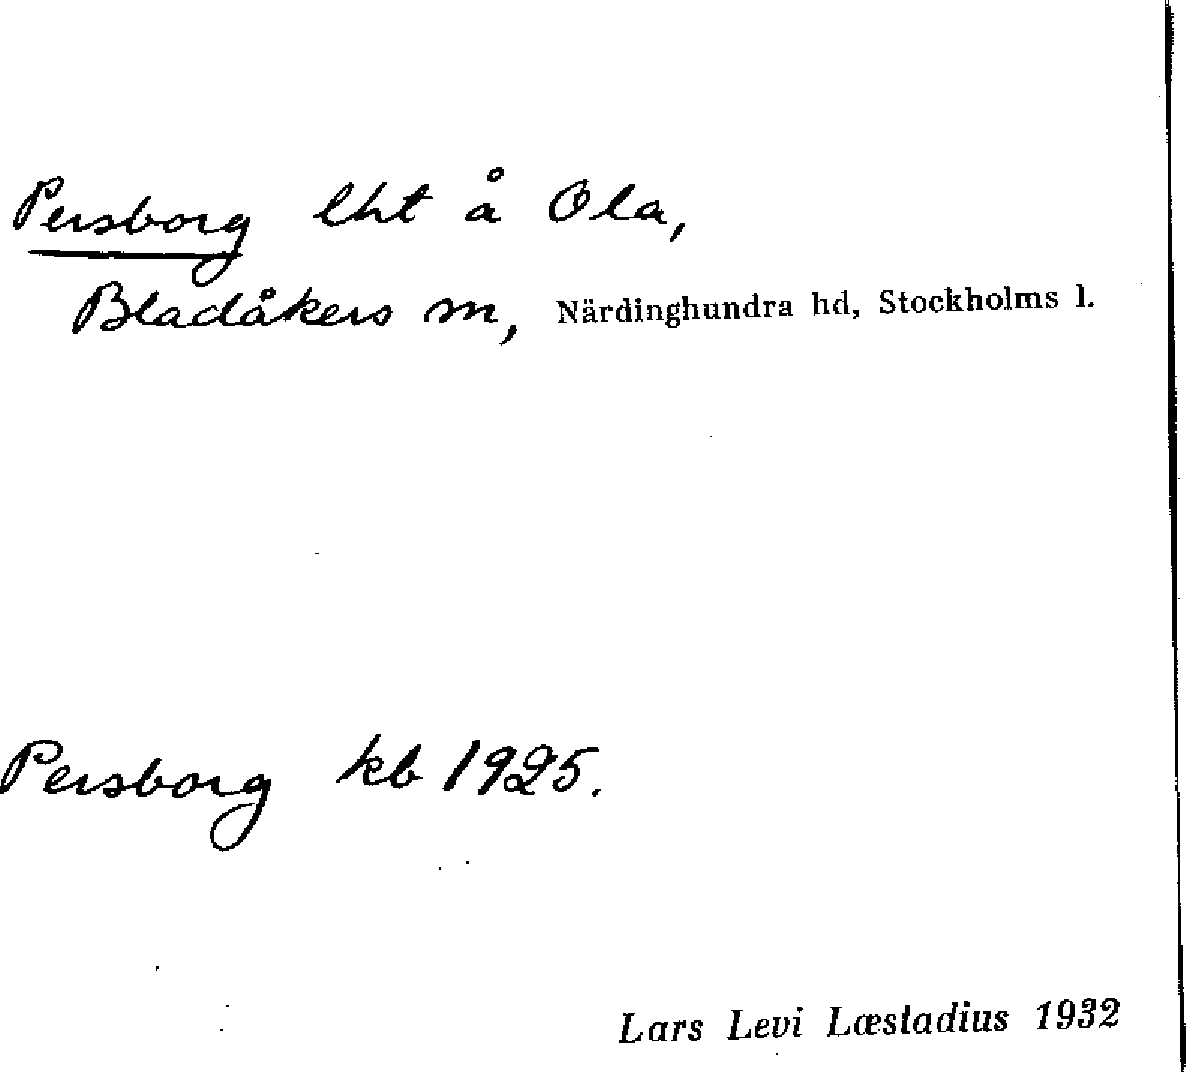 Persborg lht å Ola,
Bladåkers sn, Närdinghundra hd, Stockholms l.
Persborg kb 1925.
Lars Levi Læstadius 1932